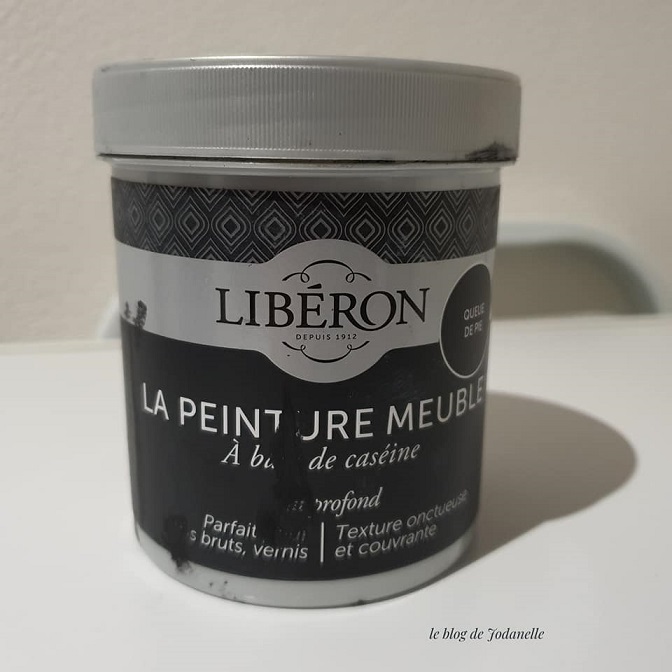 LIBÉRON
DEPUIS 1912
QUEUE
DE PIE
LA PEINTURE MEUBLE
À de caséine
profond
Parfait
bruts, vernis
Texture onctueuse
et couvrante
le blog de Jodanelle